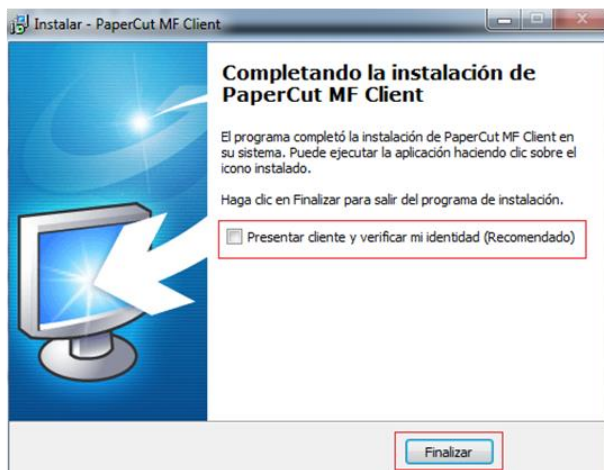 Instalar - PaperCut MF Client
Completando la instalación de
PaperCut MF Client
El programa completó la instalación de PaperCut MF Client en
su sistema. Puede ejecutar la aplicación haciendo clic sobre el
icono instalado.
Haga clic en Finalizar para salir del programa de instalación.
Presentar cliente y verificar mi identidad (Recomendado)
Finalizar